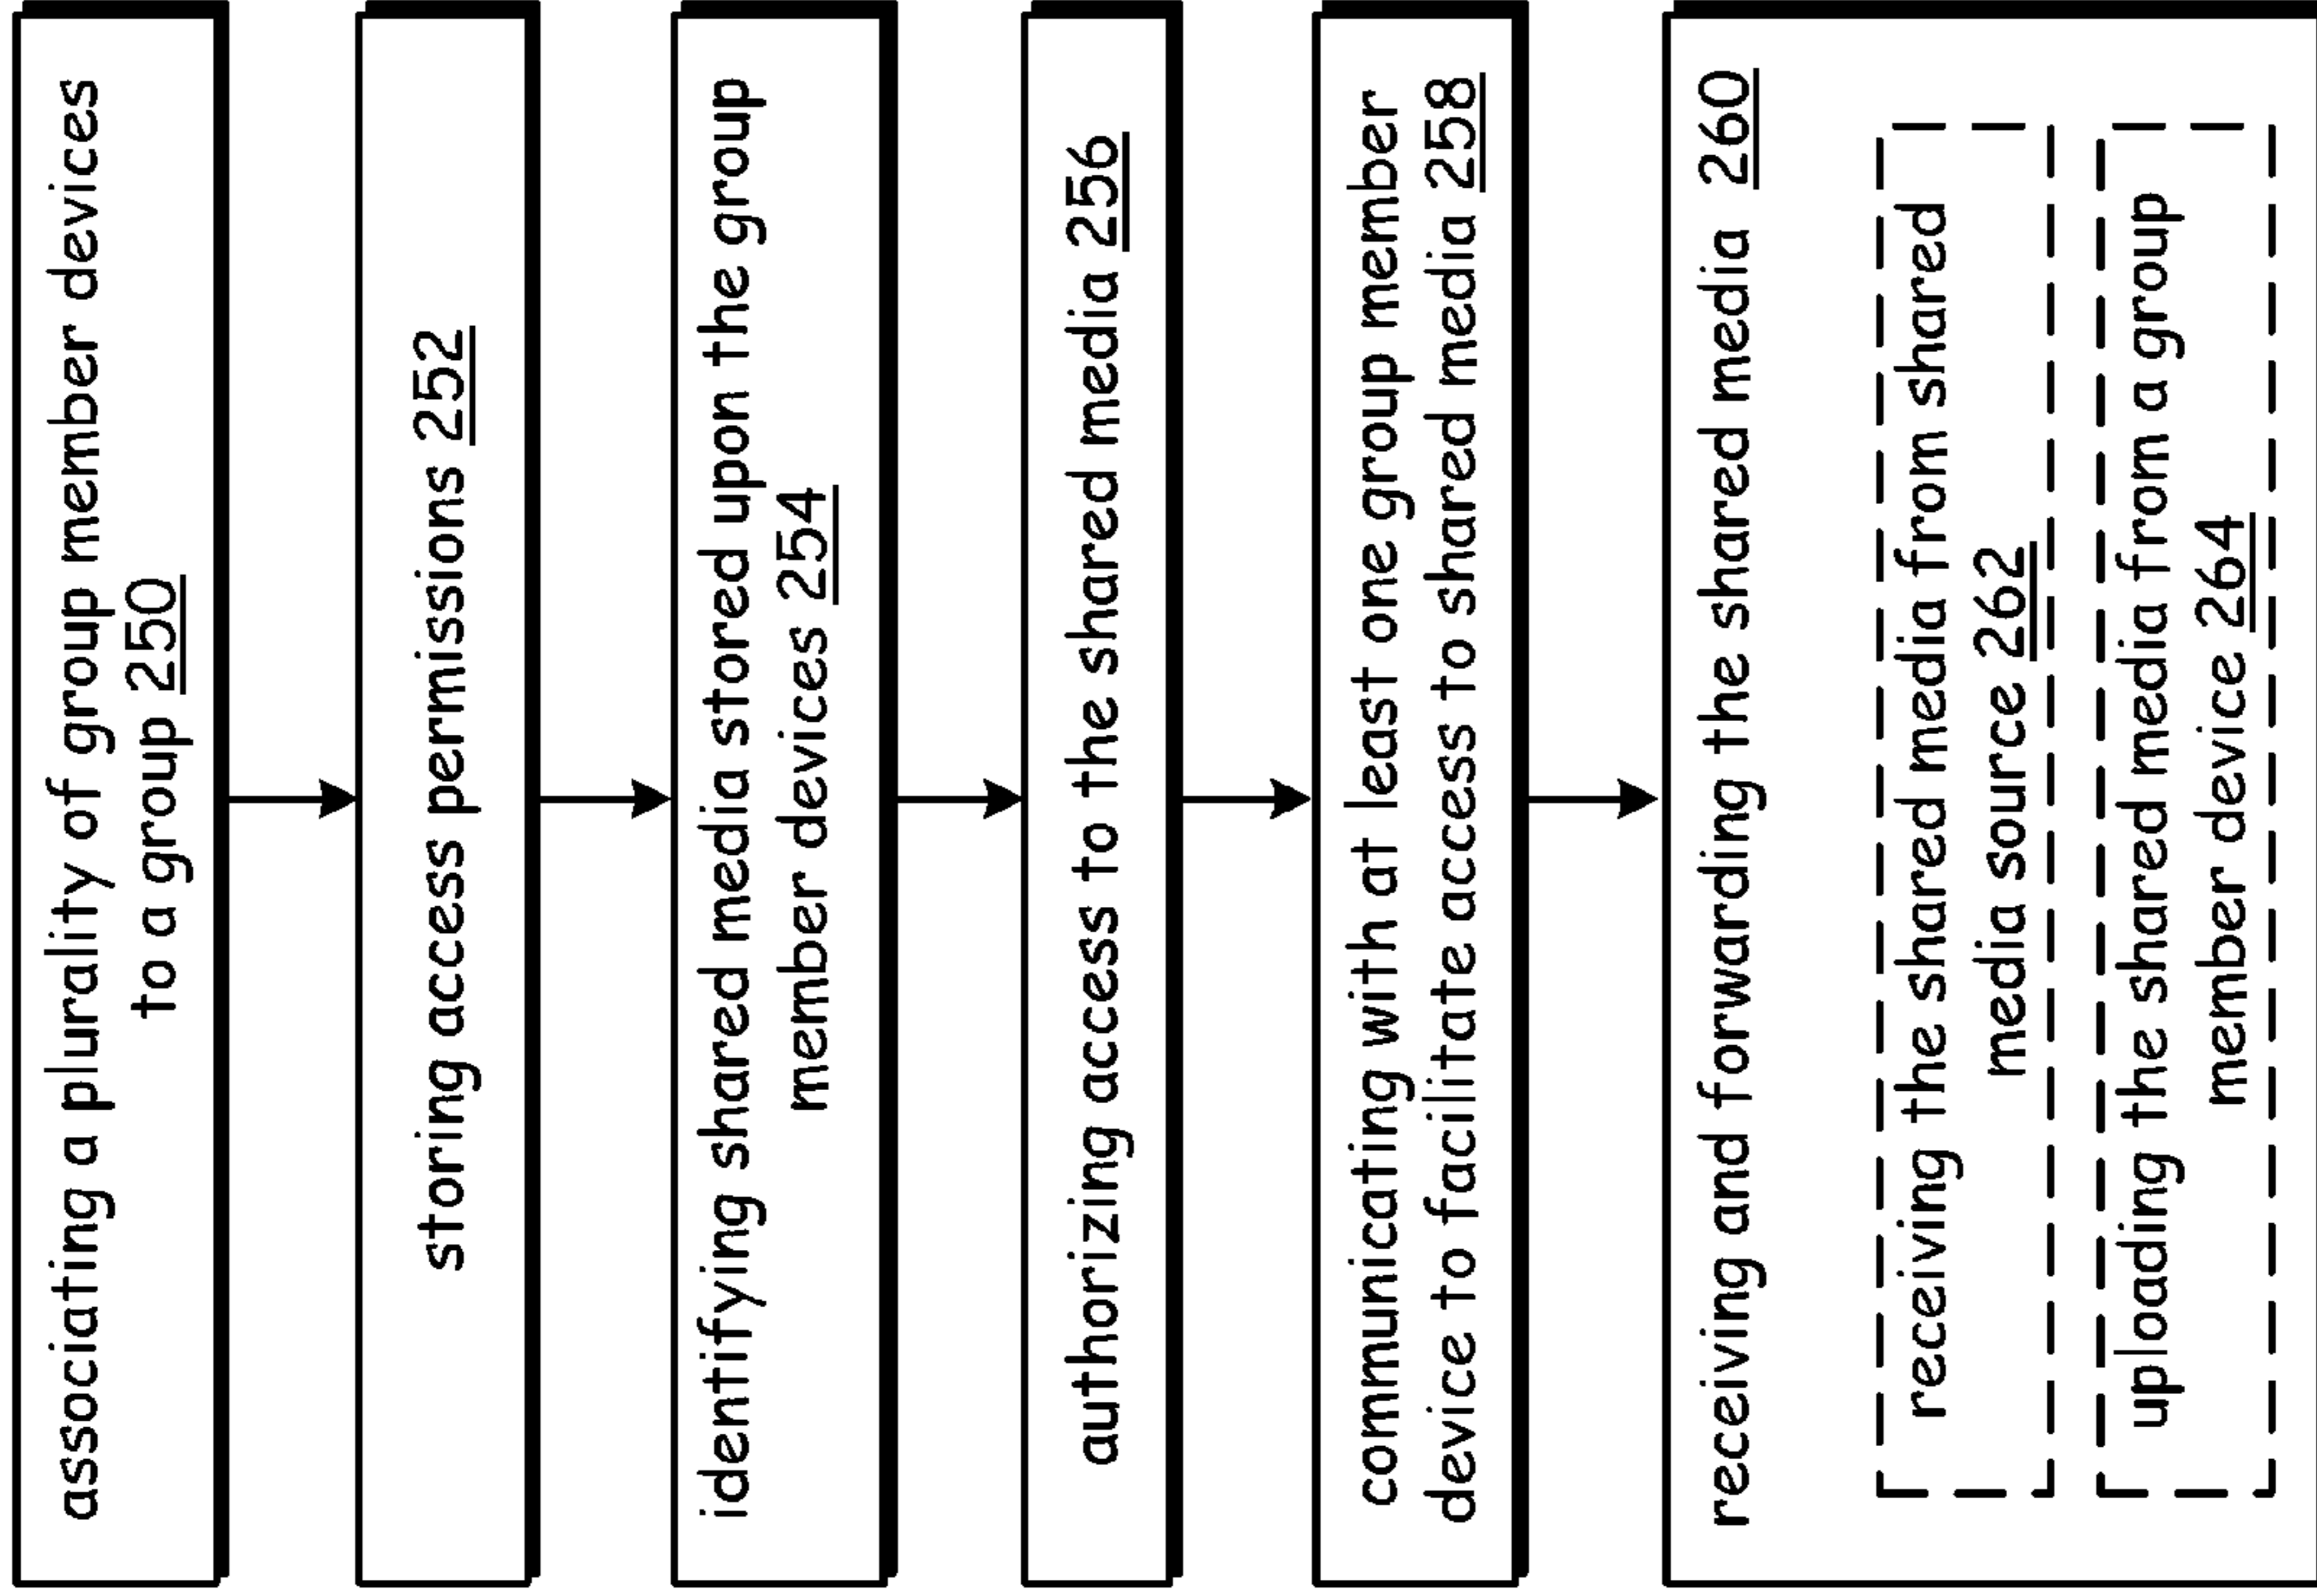 associating a plurality of group member devices
to a group 250
storing access permissions 252
identifying shared media stored upon the group
member devices 254
authorizing access to the shared media 256
communicating with at least one group member
device to facilitate access to shared media 258
receiving and forwarding the shared media 260
receiving the shared media from shared
media source 262
uploading the shared media from a group
member device 264